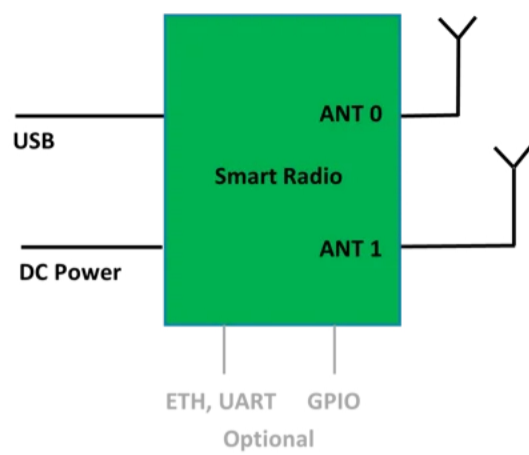 ANT 0
USB
Smart Radio
ANT 1
DC Power
ETH, UART GPIO
Optional